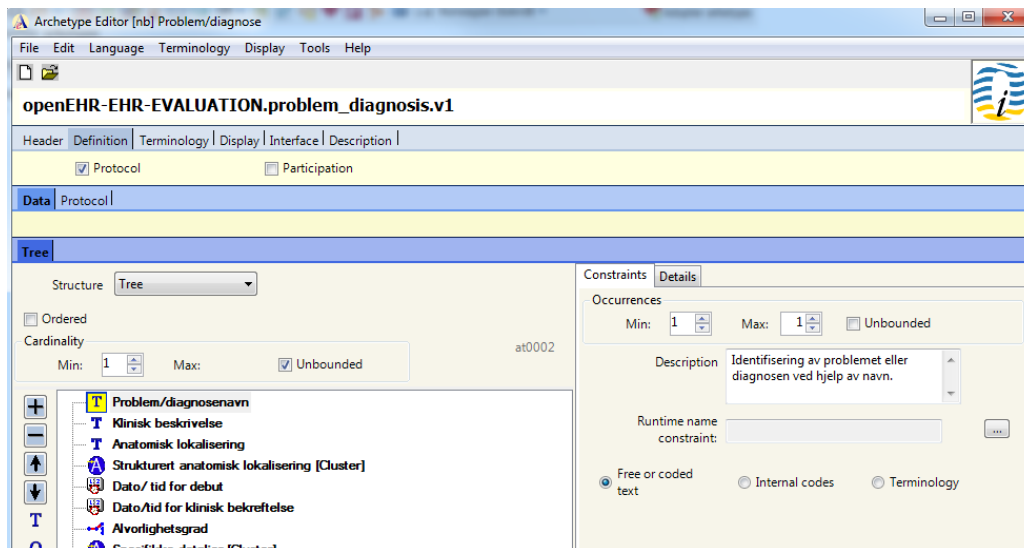 Archetype Editor [nb] Problem/diagnose
File Edit Language Terminology Display Tools Help
openEHR-EHR-EVALUATION.problem_diagnosis.v1
Header Definition Terminology Display Interface Description
Protocol Participation
Data Protocol
Tree
Structure Tree
Ordered
Cardinality
Min: 1 Max: Unbounded
at0002
T Problem/diagnosenavn
T Klinisk beskrivelse
T Anatomisk lokalisering
A Strukturert anatomisk lokalisering [Cluster]
Dato/ tid for debut
Dato/tid for klinisk bekreftelse
Alvorlighetsgrad
T
Constraints Details
Occurrences
Min: 1 Max: 1 Unbounded
Description Identifisering av problemet eller
diagnosen ved hjelp av navn.
Runtime name
constraint: ...
Free or coded
text
Internal codes Terminology